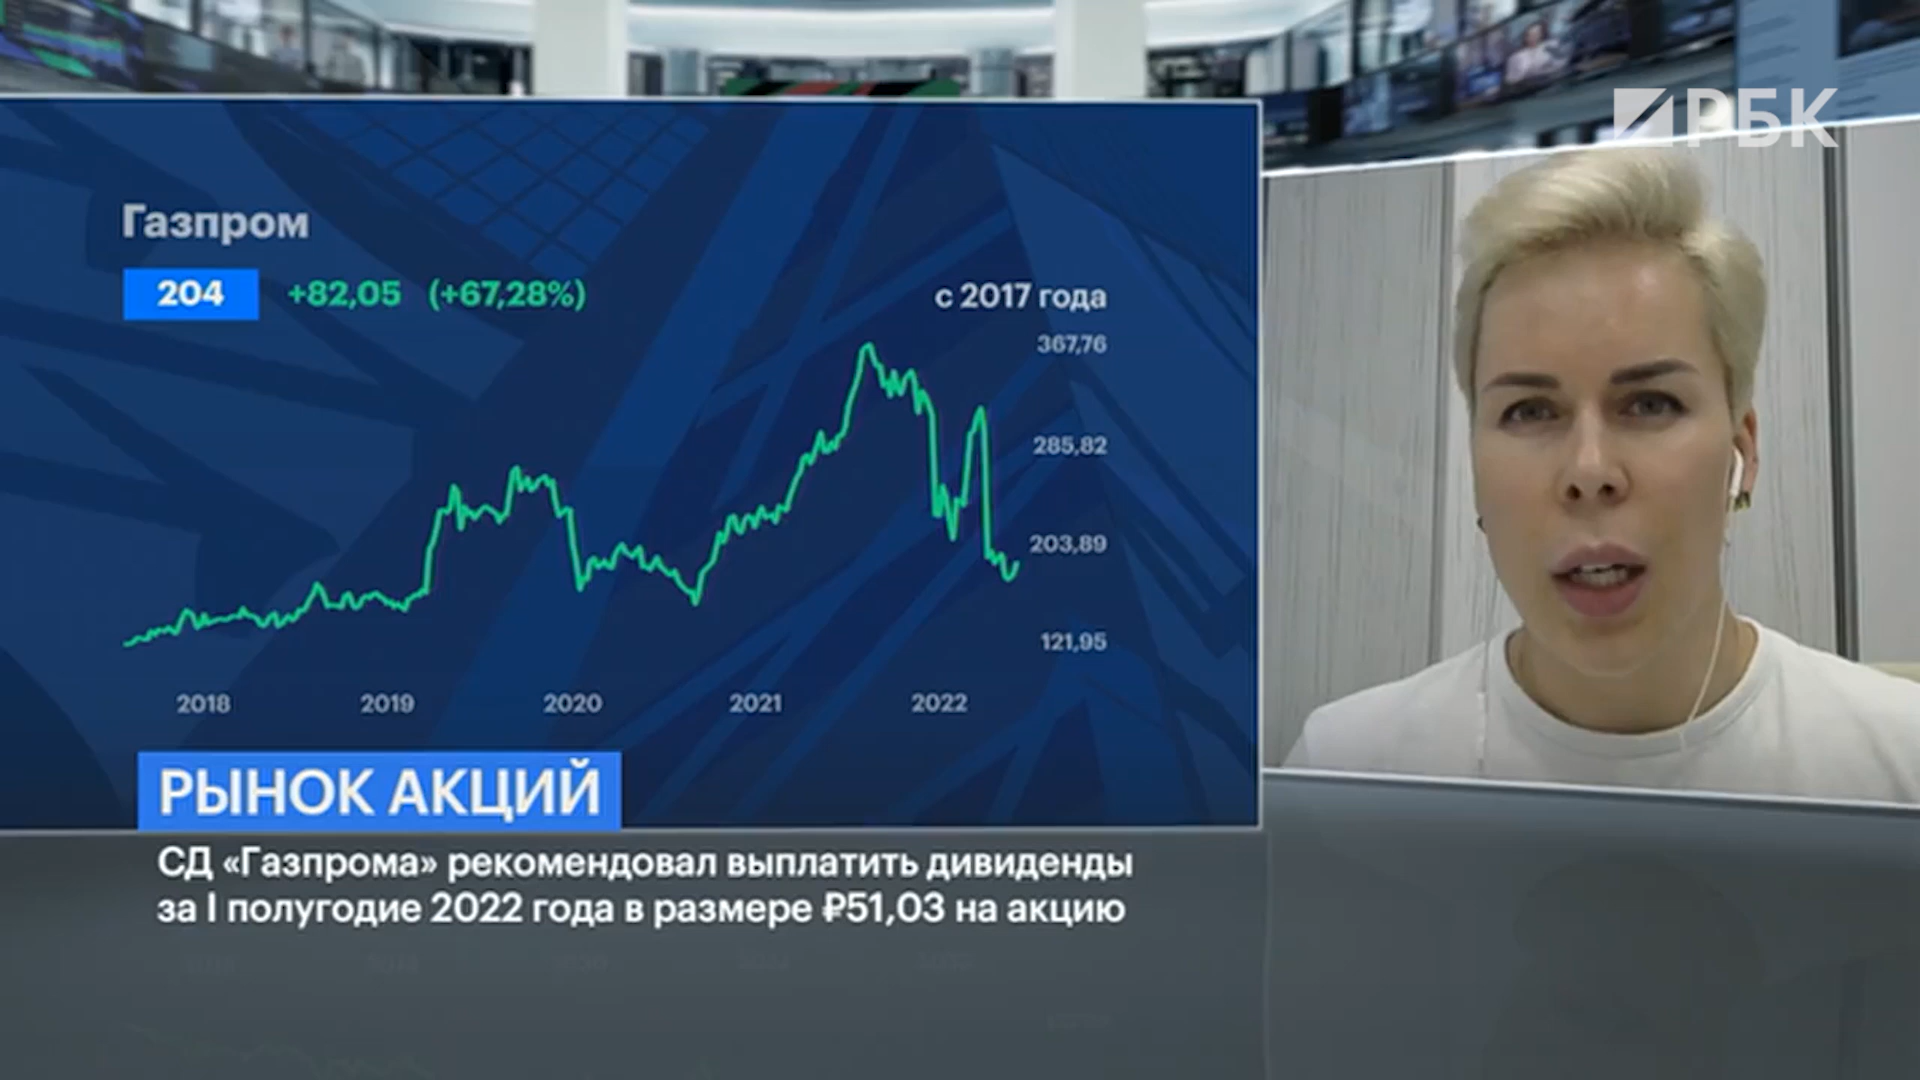 РБК
Газпром
204 +82,05 (+67,28%)
с 2017 года
367,76
285,82
203,89
121,95
2018 2019 2020 2021 2022
РЫНОК АКЦИЙ
СД «Газпрома» рекомендовал выплатить дивиденды
за I полугодие 2022 года в размере ₽51,03 на акцию